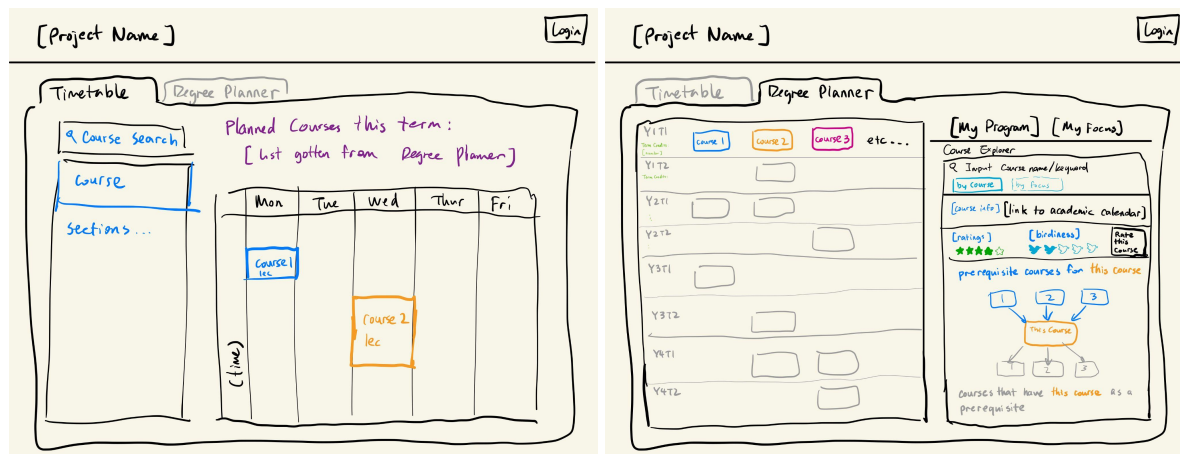 [Project Name]
Login
Timetable
Degree Planner
Course Search
Course
Sections...
Planned Courses this term:
[list gotten from Degree Planner]
Mon Tue Wed Thur Fri
Course 1
lec
Course 2
lec
(time)
[Project Name]
Login
Timetable
Degree Planner
Y1T1
course 1
course 2
course 3
etc....
Y1T2
Y2T1
Y2T2
Y3T1
Y3T2
Y4T1
Y4T2
[My Program] [My Focus]
Course Explorer
Input Course name/keyword
by course
by focus
[course info] [link to academic calendar]
[ratings]
[birdiness]
Rate
this
Course
prerequisite courses for this course
1 2 3
This Course
1 2 3
courses that have this course as a
prerequisite